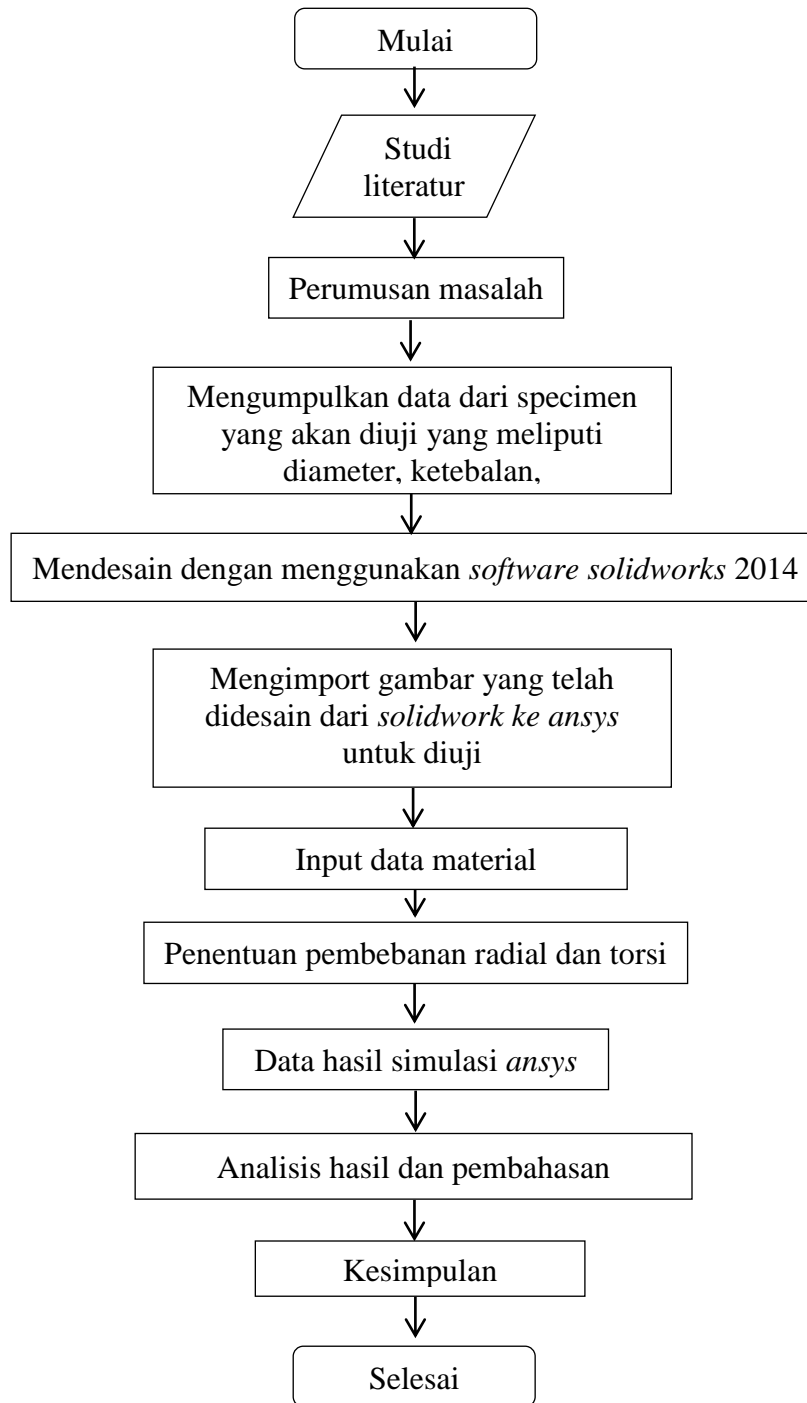 Mulai
Studi
literatur
Perumusan masalah
Mengumpulkan data dari specimen
yang akan diuji yang meliputi
diameter, ketebalan,
Mendesain dengan menggunakan software solidworks 2014
Mengimport gambar yang telah
didesain dari solidwork ke ansys
untuk diuji
Input data material
Penentuan pembebanan radial dan torsi
Data hasil simulasi ansys
Analisis hasil dan pembahasan
Kesimpulan
Selesai